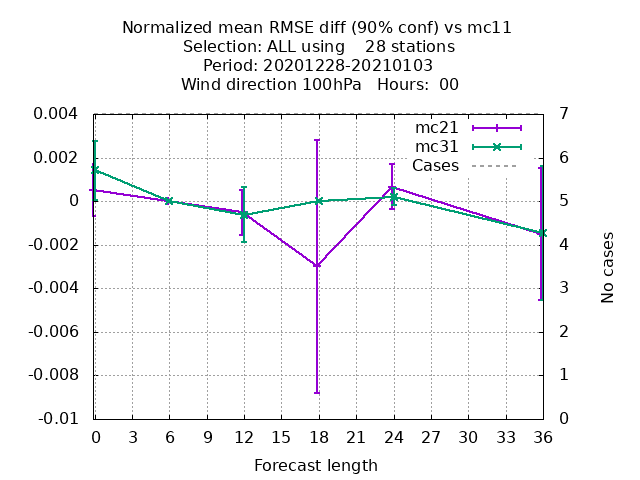 Normalized mean RMSE diff (90% conf) vs mc11
Selection: ALL using    28 stations
Period: 20201228-20210103
Wind direction 100hPa   Hours:  00
mc21
mc31
Cases
0.004
0.002
0
-0.002
-0.004
-0.006
-0.008
-0.01
7
6
5
4
3
2
1
0
No cases
0 3 6 9 12 15 18 21 24 27 30 33 36
Forecast length